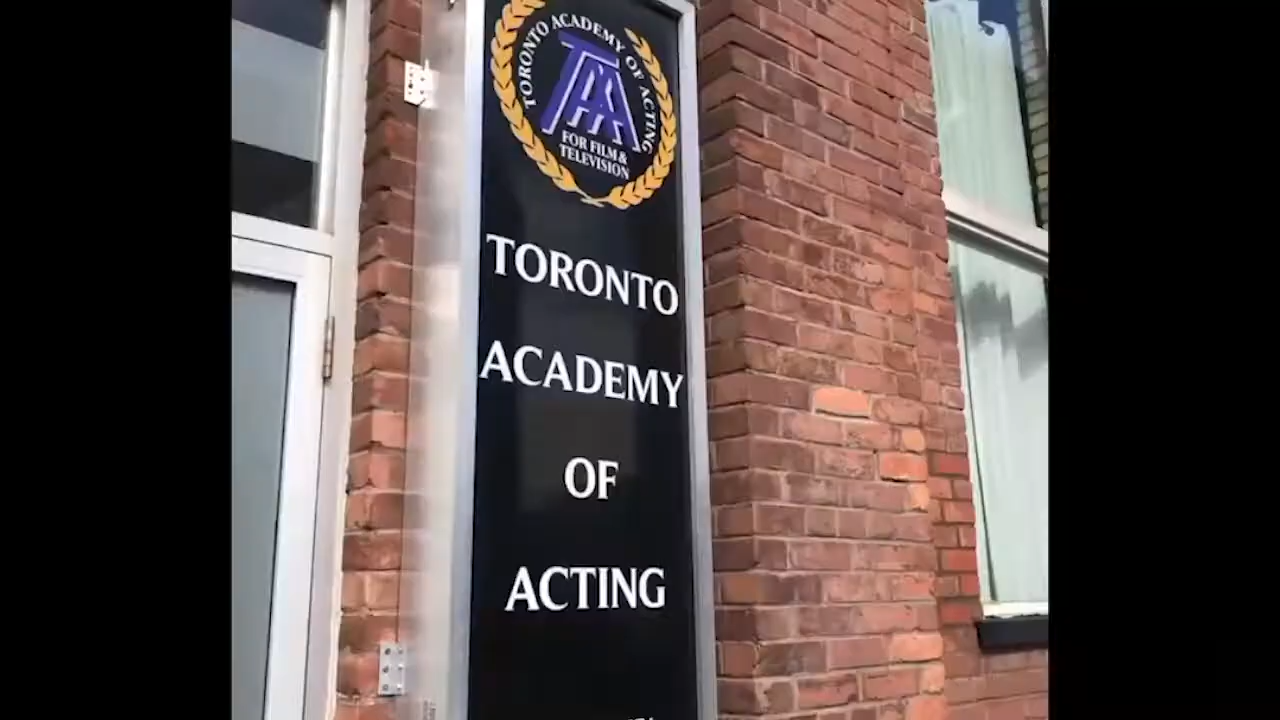 TORONTO ACADEMY OF ACTING
TAA
FOR FILM &
TELEVISION
TORONTO
ACADEMY
OF
ACTING